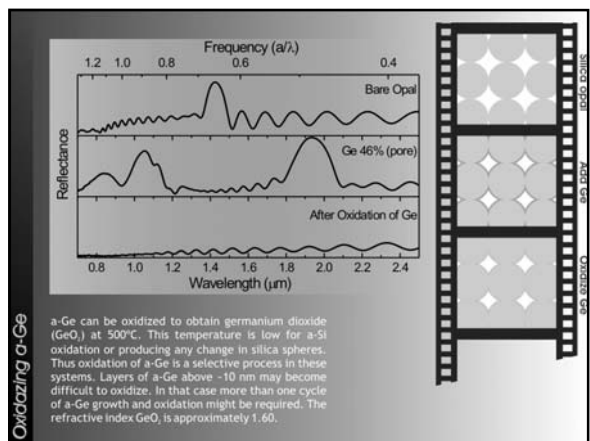 Oxidazing a-Ge
Frequency (a/λ)
1.2 1.0 0.8 0.6 0.4
Bare Opal
Ge 46% (pore)
After Oxidation of Ge
Reflectance
0.8 1.0 1.2 1.4 1.6 1.8 2.0 2.2 2.4
Wavelength (μm)
silica opal
Add Ge
Oxidize Ge
a-Ge can be oxidized to obtain germanium dioxide
(GeO₂) at 500ºC. This temperature is low for a-Si
oxidation or producing any change in silica spheres.
Thus oxidation of a-Ge is a selective process in these
systems. Layers of a-Ge above ~10 nm may become
difficult to oxidize. In that case more than one cycle
of a-Ge growth and oxidation might be required. The
refractive index GeO₂ is approximately 1.60.